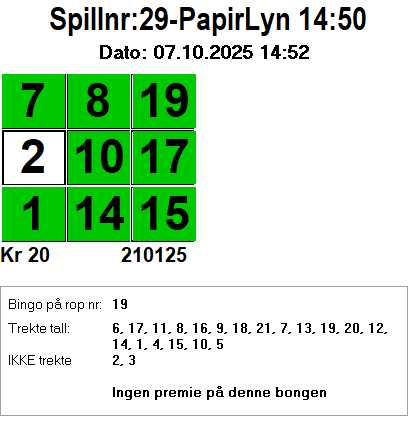 Spillnr:29-PapirLyn 14:50
Dato: 07.10.2025 14:52
7 8 19
2 10 17
1 14 15
Kr 20 210125
Bingo på rop nr: 19
Trekte tall: 6, 17, 11, 8, 16, 9, 18, 21, 7, 13, 19, 20, 12,
14, 1, 4, 15, 10, 5
IKKE trekte 2, 3
Ingen premie på denne bongen